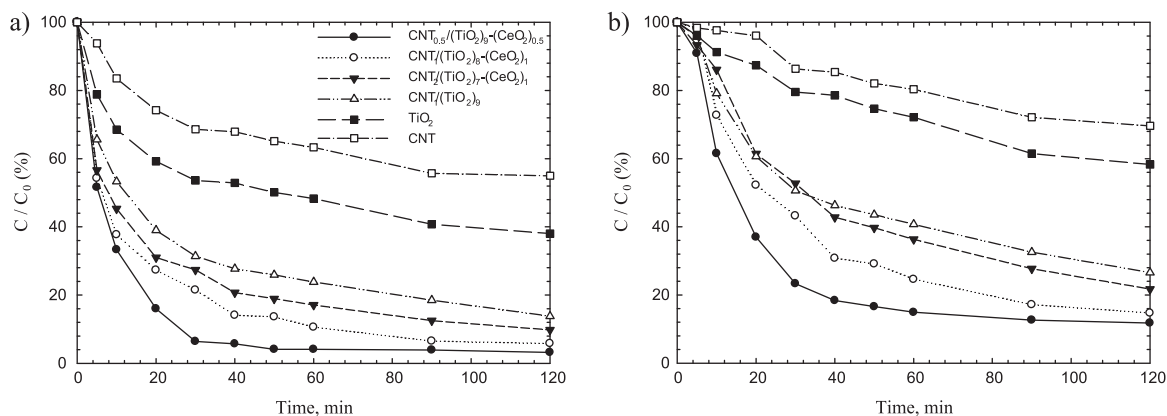 a)
100
80
60
40
20
0
C / C₀ (%)
0 20 40 60 80 100 120
Time, min
CNT₀.₅/(TiO₂)₉-(CeO₂)₀.₅
CNT/(TiO₂)₈-(CeO₂)₁
CNT/(TiO₂)₇-(CeO₂)₁
CNT/(TiO₂)₉
TiO₂
CNT
b)
100
80
60
40
20
0
C / C₀ (%)
0 20 40 60 80 100 120
Time, min